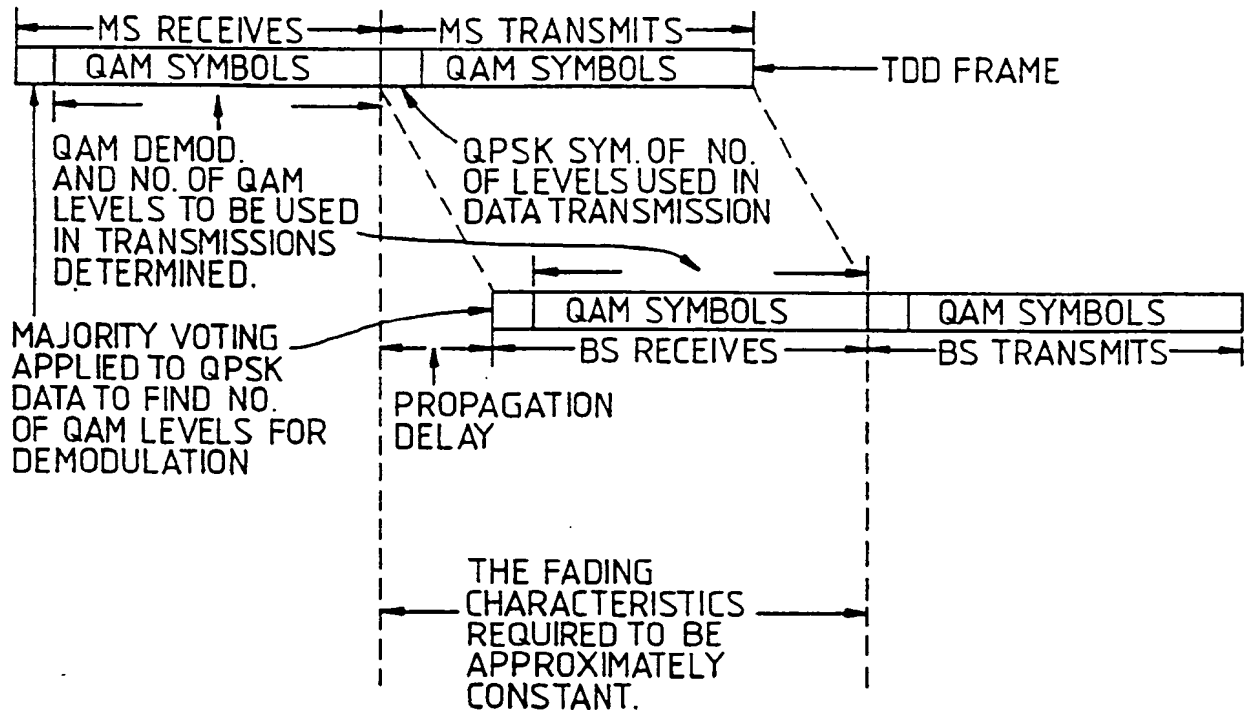 MS RECEIVES
MS TRANSMITS
QAM SYMBOLS
QAM SYMBOLS
TDD FRAME
QAM DEMOD.
AND NO. OF QAM
LEVELS TO BE USED
IN TRANSMISSIONS
DETERMINED.
QPSK SYM. OF NO.
OF LEVELS USED IN
DATA TRANSMISSION
QAM SYMBOLS
QAM SYMBOLS
BS RECEIVES
BS TRANSMITS
MAJORITY VOTING
APPLIED TO QPSK
DATA TO FIND NO.
OF QAM LEVELS FOR
DEMODULATION
PROPAGATION
DELAY
THE FADING
CHARACTERISTICS
REQUIRED TO BE
APPROXIMATELY
CONSTANT.